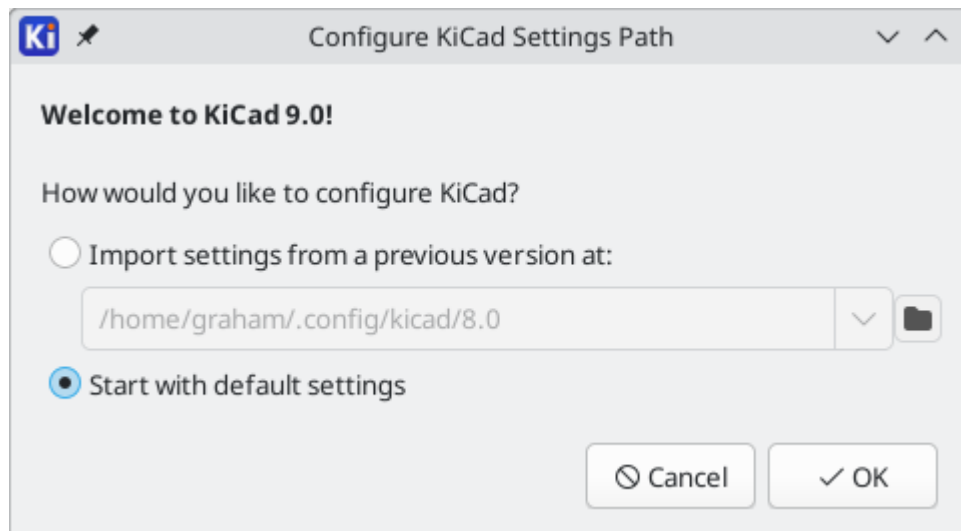 Ki
Configure KiCad Settings Path
Welcome to KiCad 9.0!
How would you like to configure KiCad?
Import settings from a previous version at:
/home/graham/.config/kicad/8.0
Start with default settings
Cancel
OK